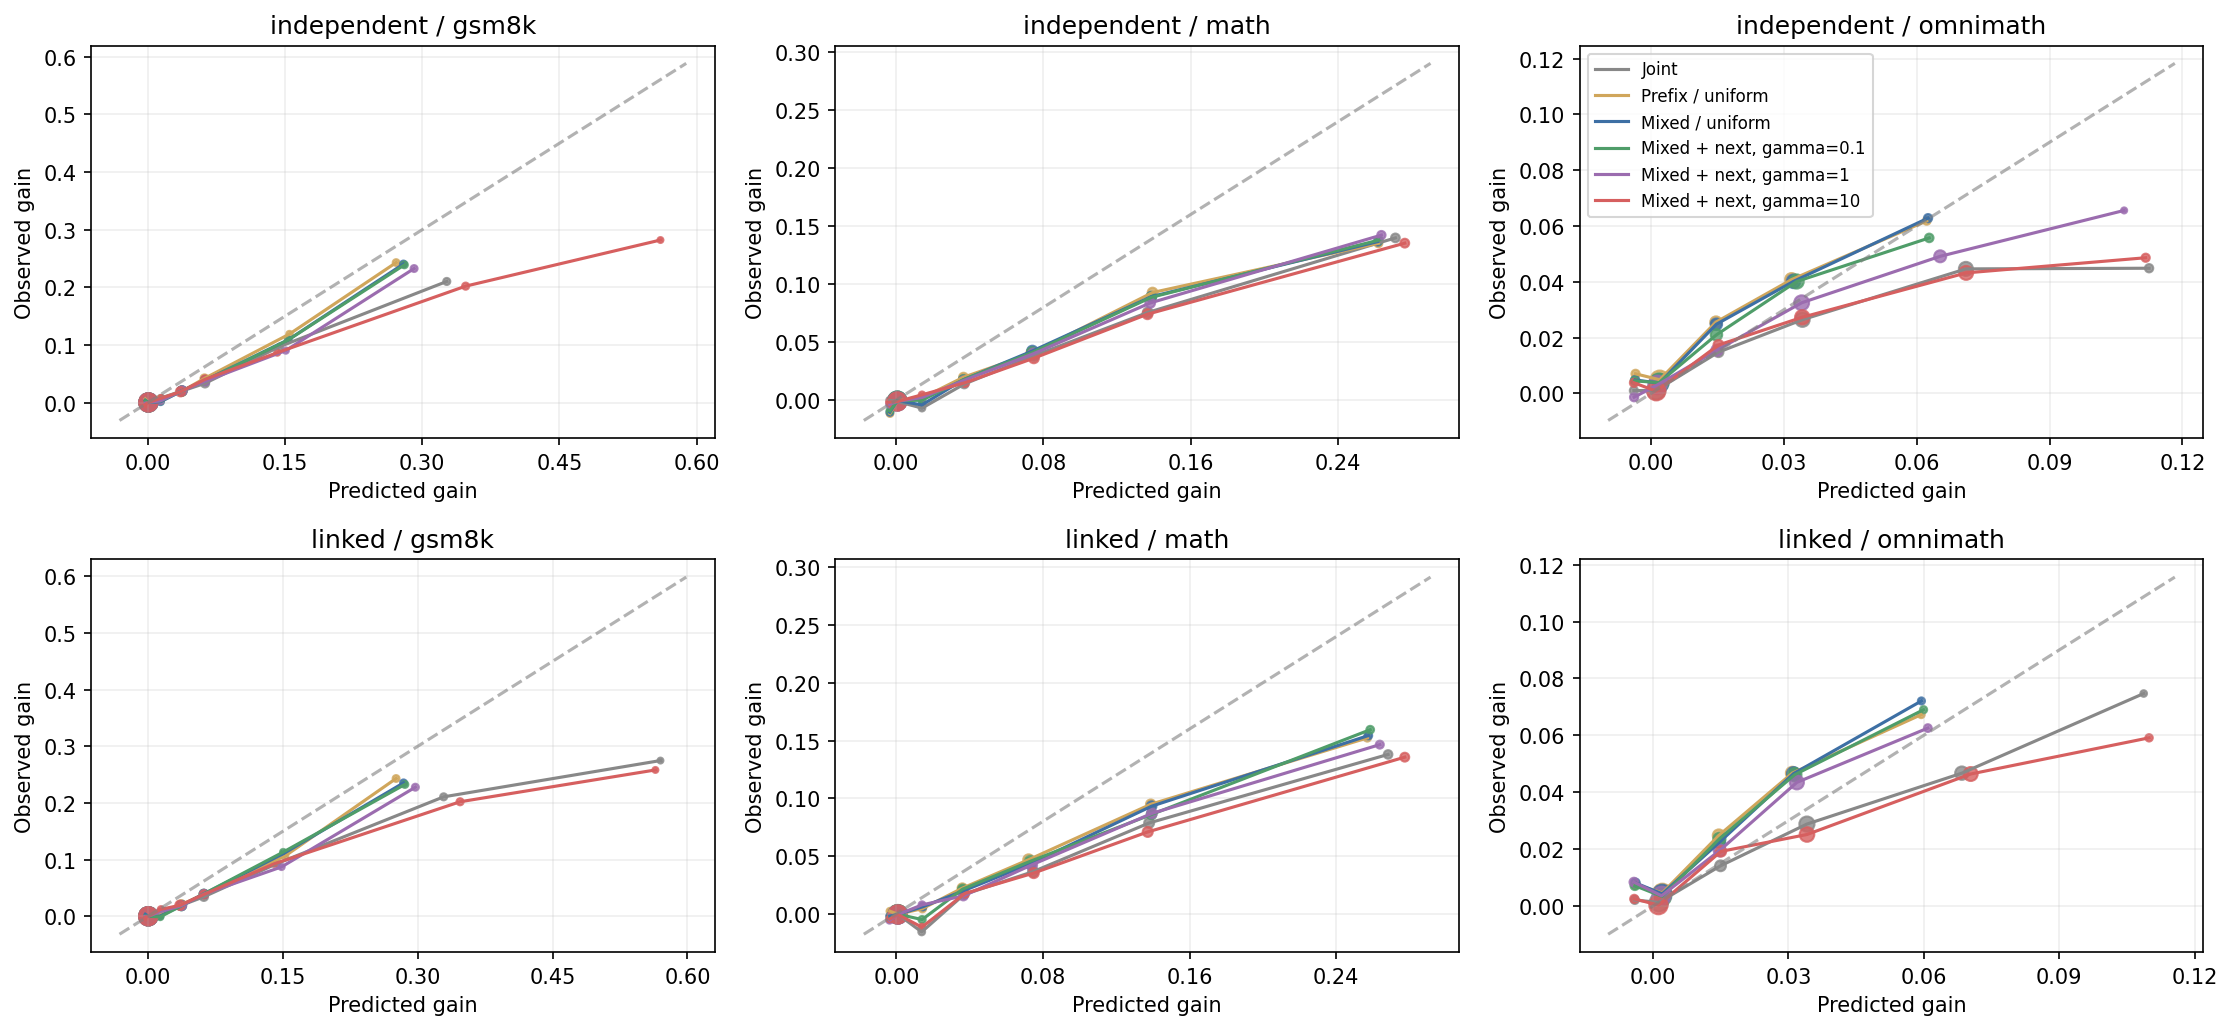 independent / gsm8k
0.6
0.5
0.4
0.3
0.2
0.1
0.0
Observed gain
0.00 0.15 0.30 0.45 0.60
Predicted gain
independent / math
0.30
0.25
0.20
0.15
0.10
0.05
0.00
Observed gain
0.00 0.08 0.16 0.24
Predicted gain
independent / omnimath
0.12
0.10
0.08
0.06
0.04
0.02
0.00
Observed gain
Joint
Prefix / uniform
Mixed / uniform
Mixed + next, gamma=0.1
Mixed + next, gamma=1
Mixed + next, gamma=10
0.00 0.03 0.06 0.09 0.12
Predicted gain
linked / gsm8k
0.6
0.5
0.4
0.3
0.2
0.1
0.0
Observed gain
0.00 0.15 0.30 0.45 0.60
Predicted gain
linked / math
0.30
0.25
0.20
0.15
0.10
0.05
0.00
Observed gain
0.00 0.08 0.16 0.24
Predicted gain
linked / omnimath
0.12
0.10
0.08
0.06
0.04
0.02
0.00
Observed gain
0.00 0.03 0.06 0.09 0.12
Predicted gain